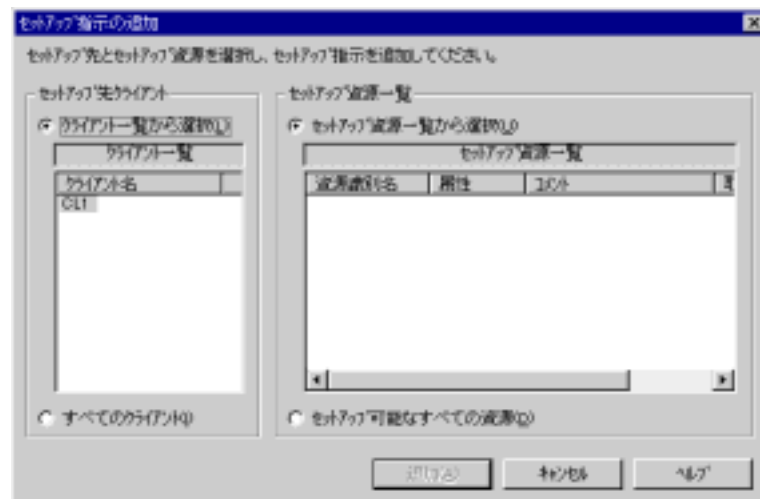 セットアップ指示の追加
セットアップ先とセットアップ資源を選択し、セットアップ指示を追加してください。
セットアップ先クライアント
クライアント一覧から選択(L)
クライアント一覧
クライアント名
CL1
すべてのクライアント
セットアップ資源一覧
セットアップ資源一覧から選択
セットアップ資源一覧
資源識別名 属性 コメント
セットアップ可能なすべての資源
追加(A) キャンセル ヘルプ